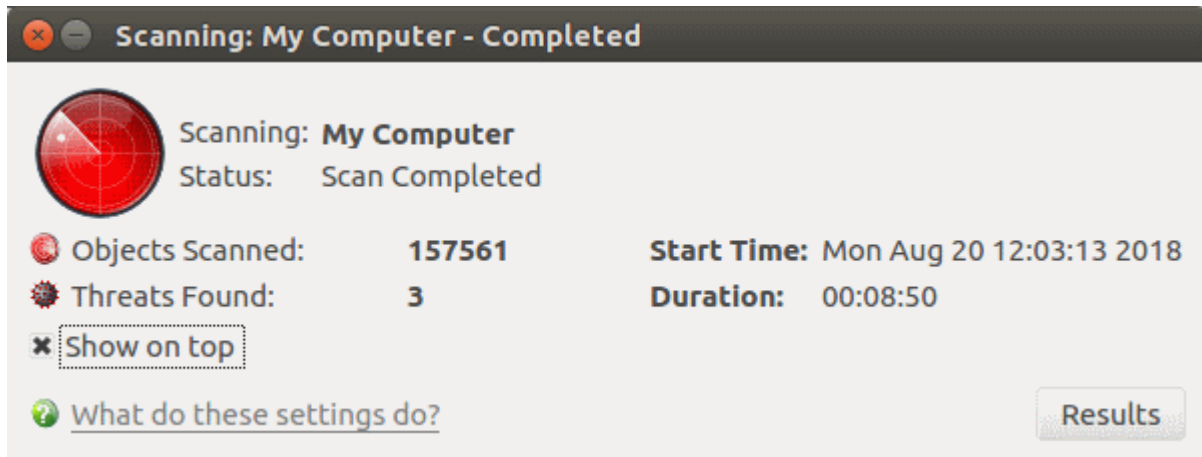 Scanning: My Computer - Completed
Scanning: My Computer
Status: Scan Completed
Objects Scanned: 157561 Start Time: Mon Aug 20 12:03:13 2018
Threats Found: 3 Duration: 00:08:50
Show on top
What do these settings do?
Results